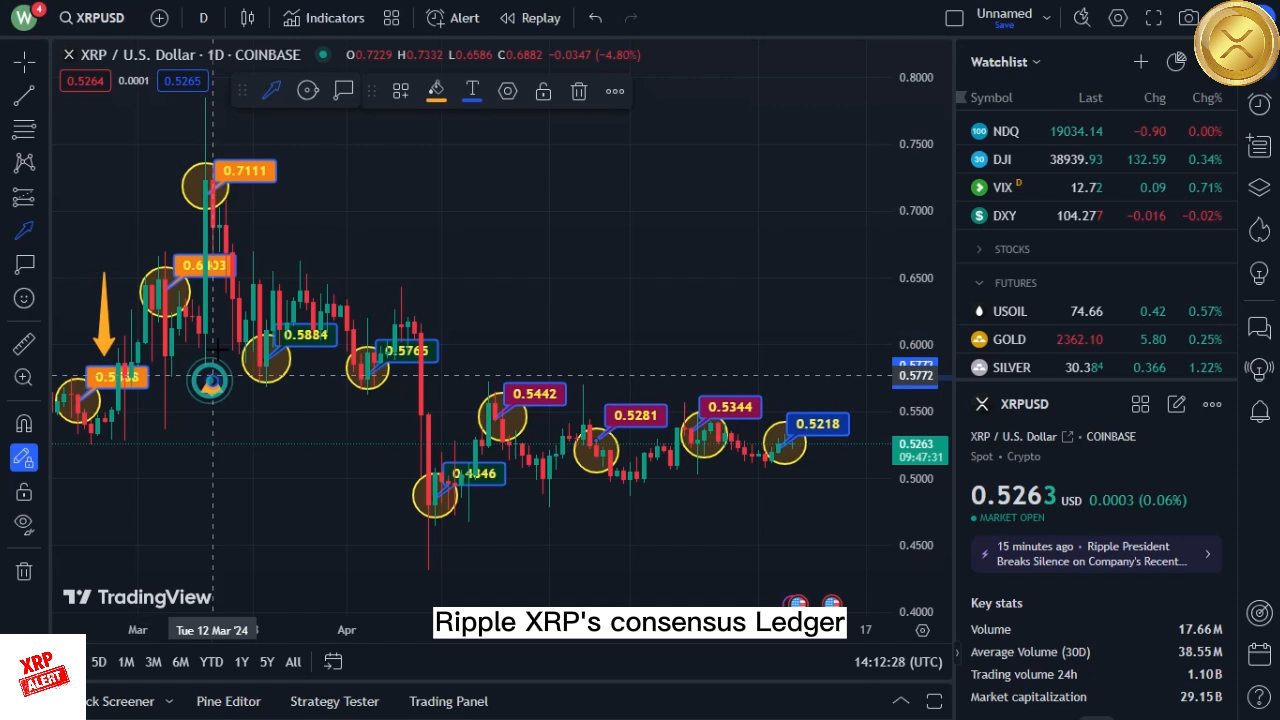 W 4 XRPUSD D Indicators Alert Replay Unnamed Save
XRP / U.S. Dollar · 1D · COINBASE O0.7229 H0.7332 L0.6586 C0.6882 −0.0347 (−4.80%)
0.5264 0.0001 0.5265
0.7111
0.5884
0.5765
0.5442
0.5281
0.5344
0.5218
0.8000
0.7500
0.7000
0.6500
0.6000
0.5772
0.5500
0.5263
09:47:31
0.5000
0.4500
0.4000
TradingView
Mar Tue 12 Mar '24 Apr 17
Ripple XRP's consensus Ledger
XRP
ALERT
5D 1M 3M 6M YTD 1Y 5Y All 14:12:28 (UTC)
ck Screener Pine Editor Strategy Tester Trading Panel
Watchlist
Symbol Last Chg Chg%
100 NDQ 19034.14 −0.90 0.00%
30 DJI 38939.93 132.59 0.34%
VIX D 12.72 0.09 0.71%
$ DXY 104.277 −0.016 −0.02%
STOCKS
FUTURES
USOIL 74.66 0.42 0.57%
GOLD 2362.10 5.80 0.25%
SILVER 30.384 0.366 1.22%
XRPUSD
XRP / U.S. Dollar COINBASE
Spot • Crypto
0.5263 USD 0.0003 (0.06%)
MARKET OPEN
15 minutes ago • Ripple President
Breaks Silence on Company's Recent...
Key stats
Volume 17.66M
Average Volume (30D) 38.55M
Trading volume 24h 1.10B
Market capitalization 29.15B